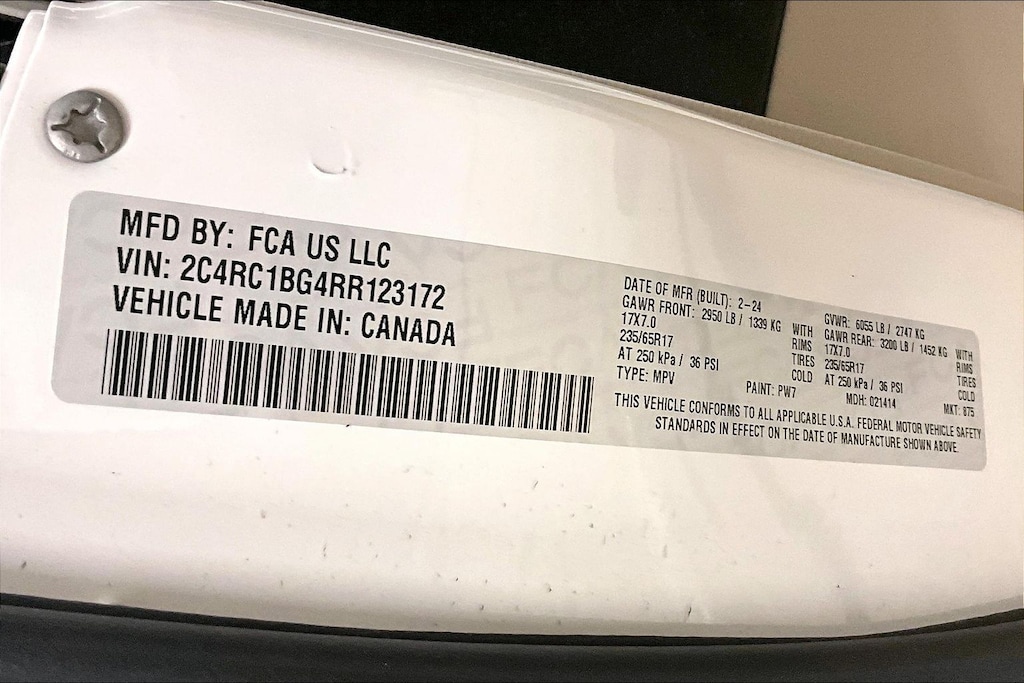 MFD BY: FCA US LLC
VIN: 2C4RC1BG4RR123172
VEHICLE MADE IN: CANADA
DATE OF MFR (BUILT): 2-24 GVWR: 6055 LB / 2747 KG
GAWR FRONT: 2950 LB / 1339 KG WITH GAWR REAR: 3200 LB / 1452 KG WITH
17X7.0 RIMS 17X7.0 RIMS
235/65R17 TIRES 235/65R17 TIRES
AT 250 kPa / 36 PSI COLD AT 250 kPa / 36 PSI COLD
TYPE: MPV PAINT: PW7 MDH: 021414 MKT: 875
THIS VEHICLE CONFORMS TO ALL APPLICABLE U.S.A. FEDERAL MOTOR VEHICLE SAFETY
STANDARDS IN EFFECT ON THE DATE OF MANUFACTURE SHOWN ABOVE.